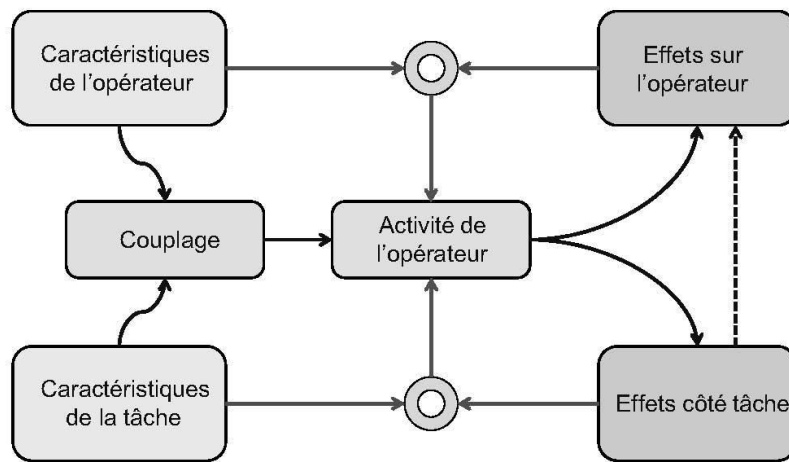 Caractéristiques
de l'opérateur
Effets sur
l'opérateur
Couplage
Activité de
l'opérateur
Caractéristiques
de la tâche
Effets côté tâche